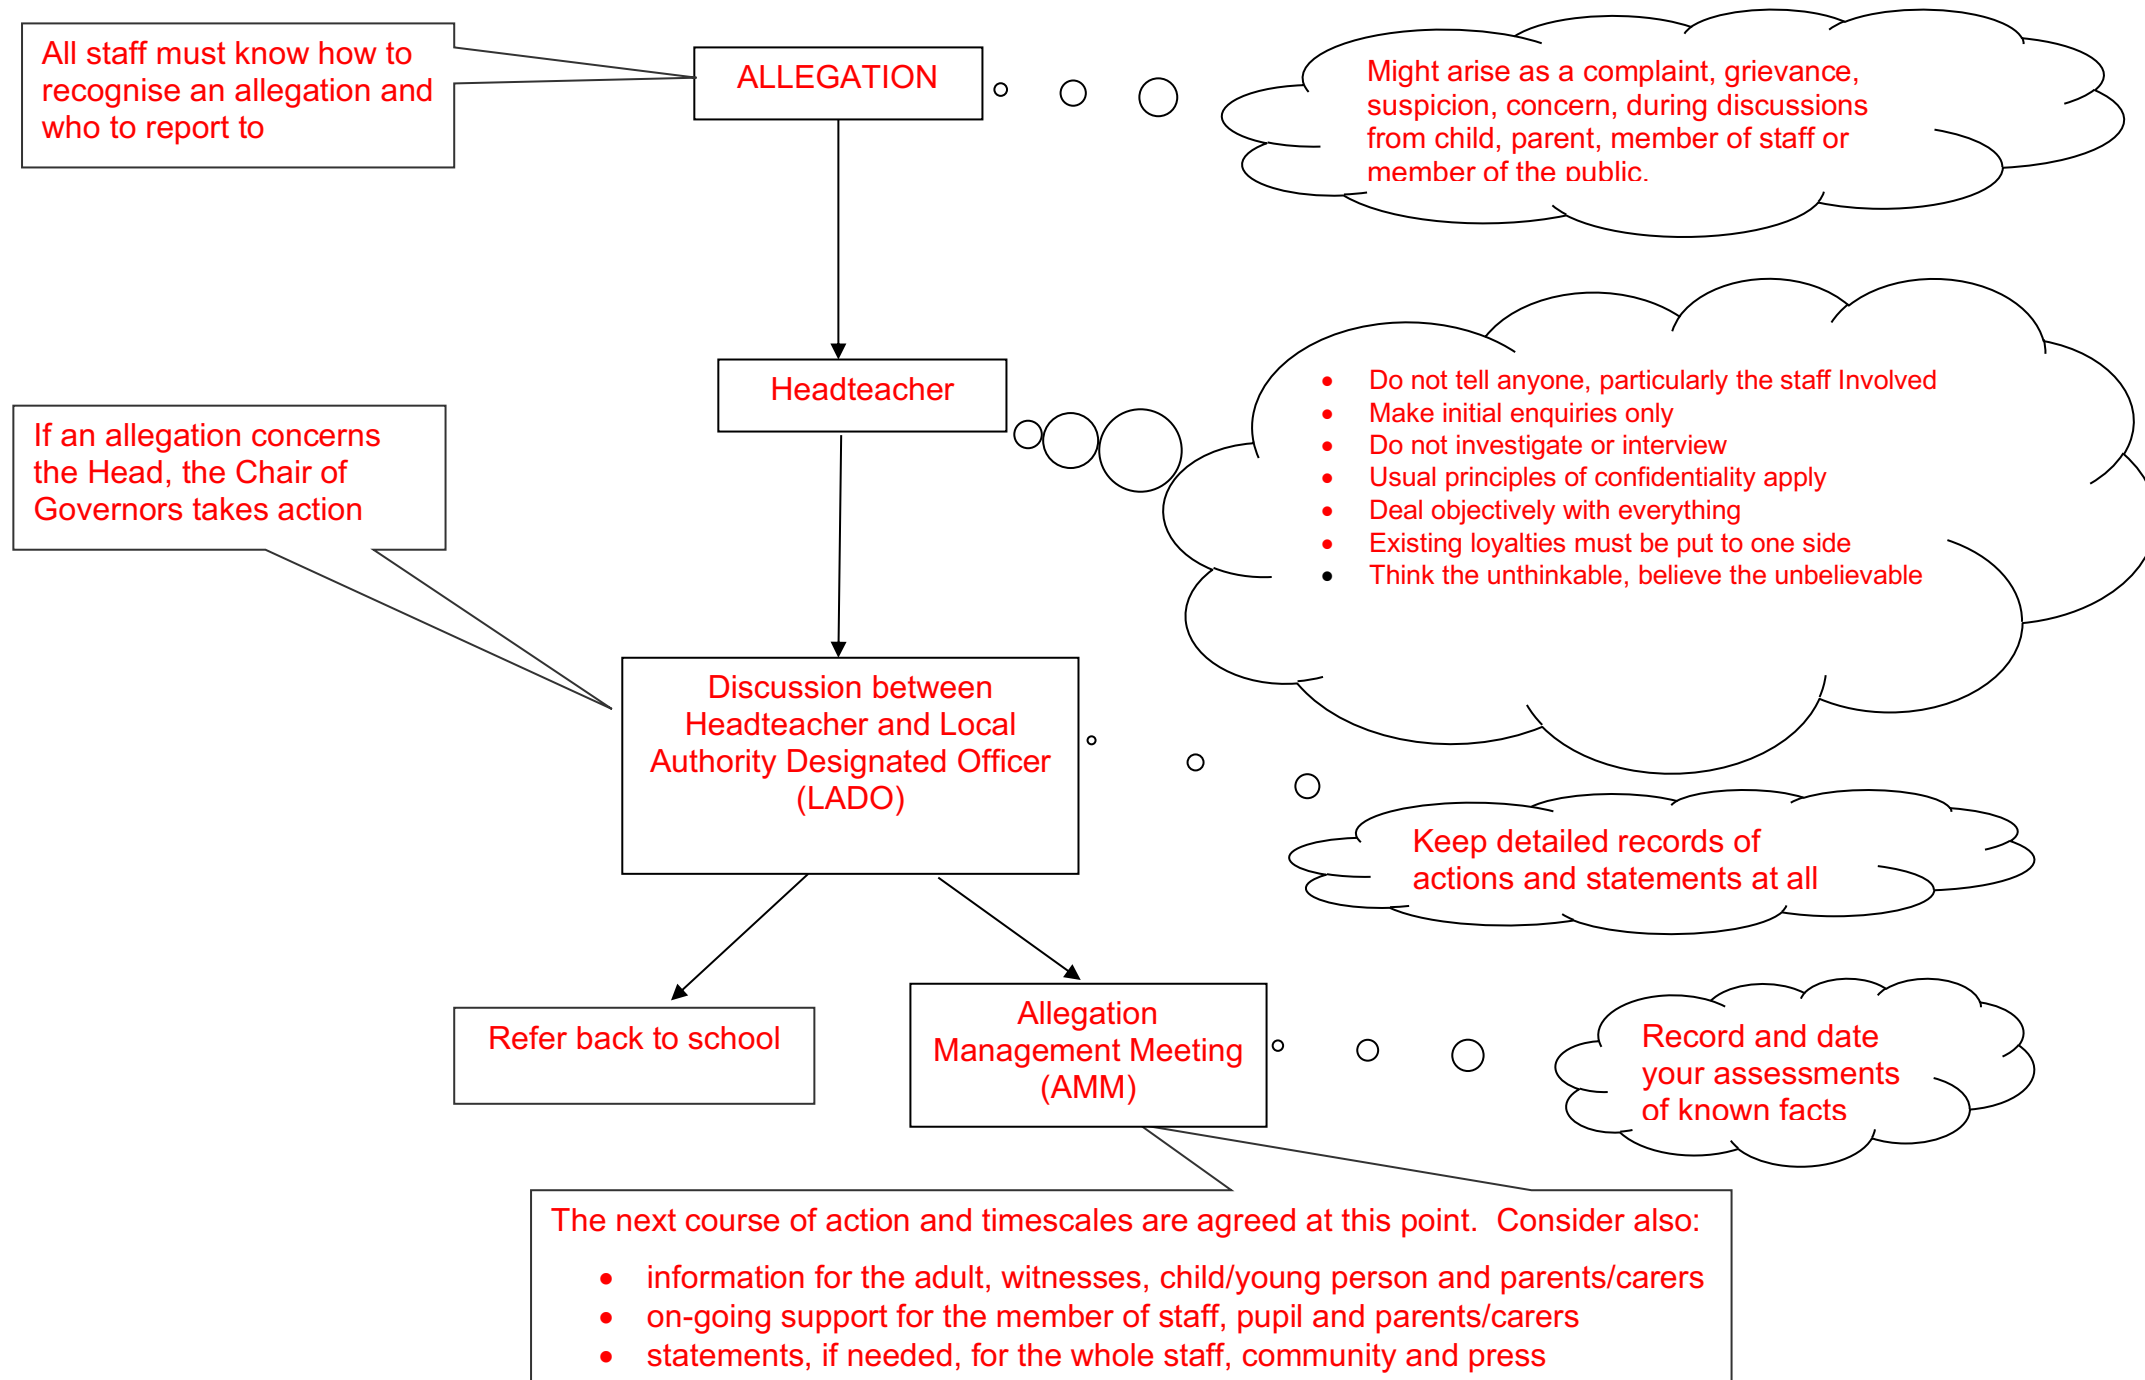 All staff must know how to
recognise an allegation and
who to report to
ALLEGATION
Might arise as a complaint, grievance,
suspicion, concern, during discussions
from child, parent, member of staff or
member of the public.
Headteacher
• Do not tell anyone, particularly the staff Involved
• Make initial enquiries only
• Do not investigate or interview
• Usual principles of confidentiality apply
• Deal objectively with everything
• Existing loyalties must be put to one side
• Think the unthinkable, believe the unbelievable
If an allegation concerns
the Head, the Chair of
Governors takes action
Discussion between
Headteacher and Local
Authority Designated Officer
(LADO)
Keep detailed records of
actions and statements at all
Refer back to school
Allegation
Management Meeting
(AMM)
Record and date
your assessments
of known facts
The next course of action and timescales are agreed at this point.  Consider also:
• information for the adult, witnesses, child/young person and parents/carers
• on-going support for the member of staff, pupil and parents/carers
• statements, if needed, for the whole staff, community and press